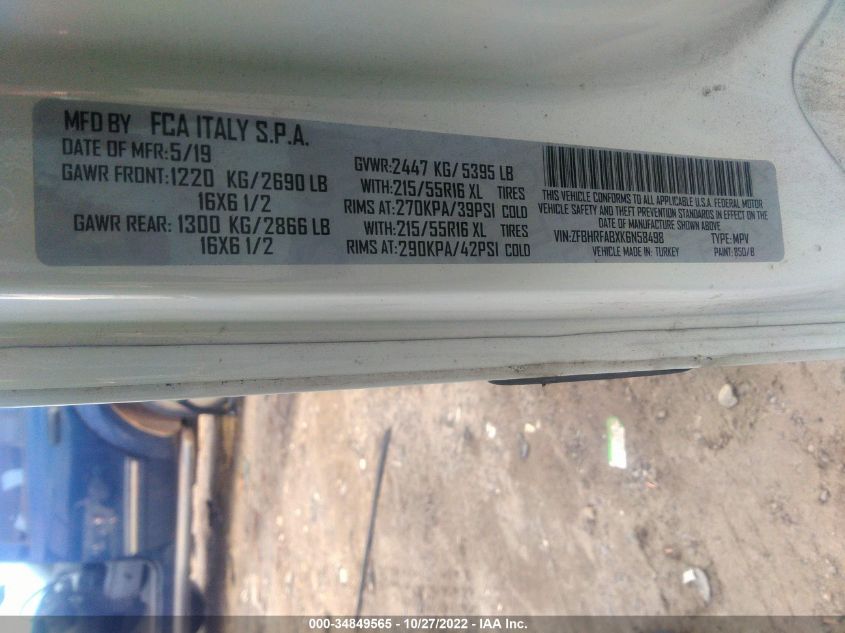 MFD BY FCA ITALY S.P.A.
DATE OF MFR:5/19
GAWR FRONT:1220 KG/2690 LB
16X6 1/2
GAWR REAR: 1300 KG/2866 LB
16X6 1/2
GVWR:2447 KG/ 5395 LB
WITH:215/55R16 XL TIRES
RIMS AT:270KPA/39PSI COLD
WITH:215/55R16 XL TIRES
RIMS AT:290KPA/42PSI COLD
THIS VEHICLE CONFORMS TO ALL APPLICABLE U.S.A. FEDERAL MOTOR
VEHICLE SAFETY AND THEFT PREVENTION STANDARDS IN EFFECT ON THE
DATE OF MANUFACTURE SHOWN ABOVE
VIN:ZFBHRFABXK6N58498 TYPE: MPV
VEHICLE MADE IN: TURKEY PAINT: 850/B
000-34849565 - 10/27/2022 - IAA Inc.